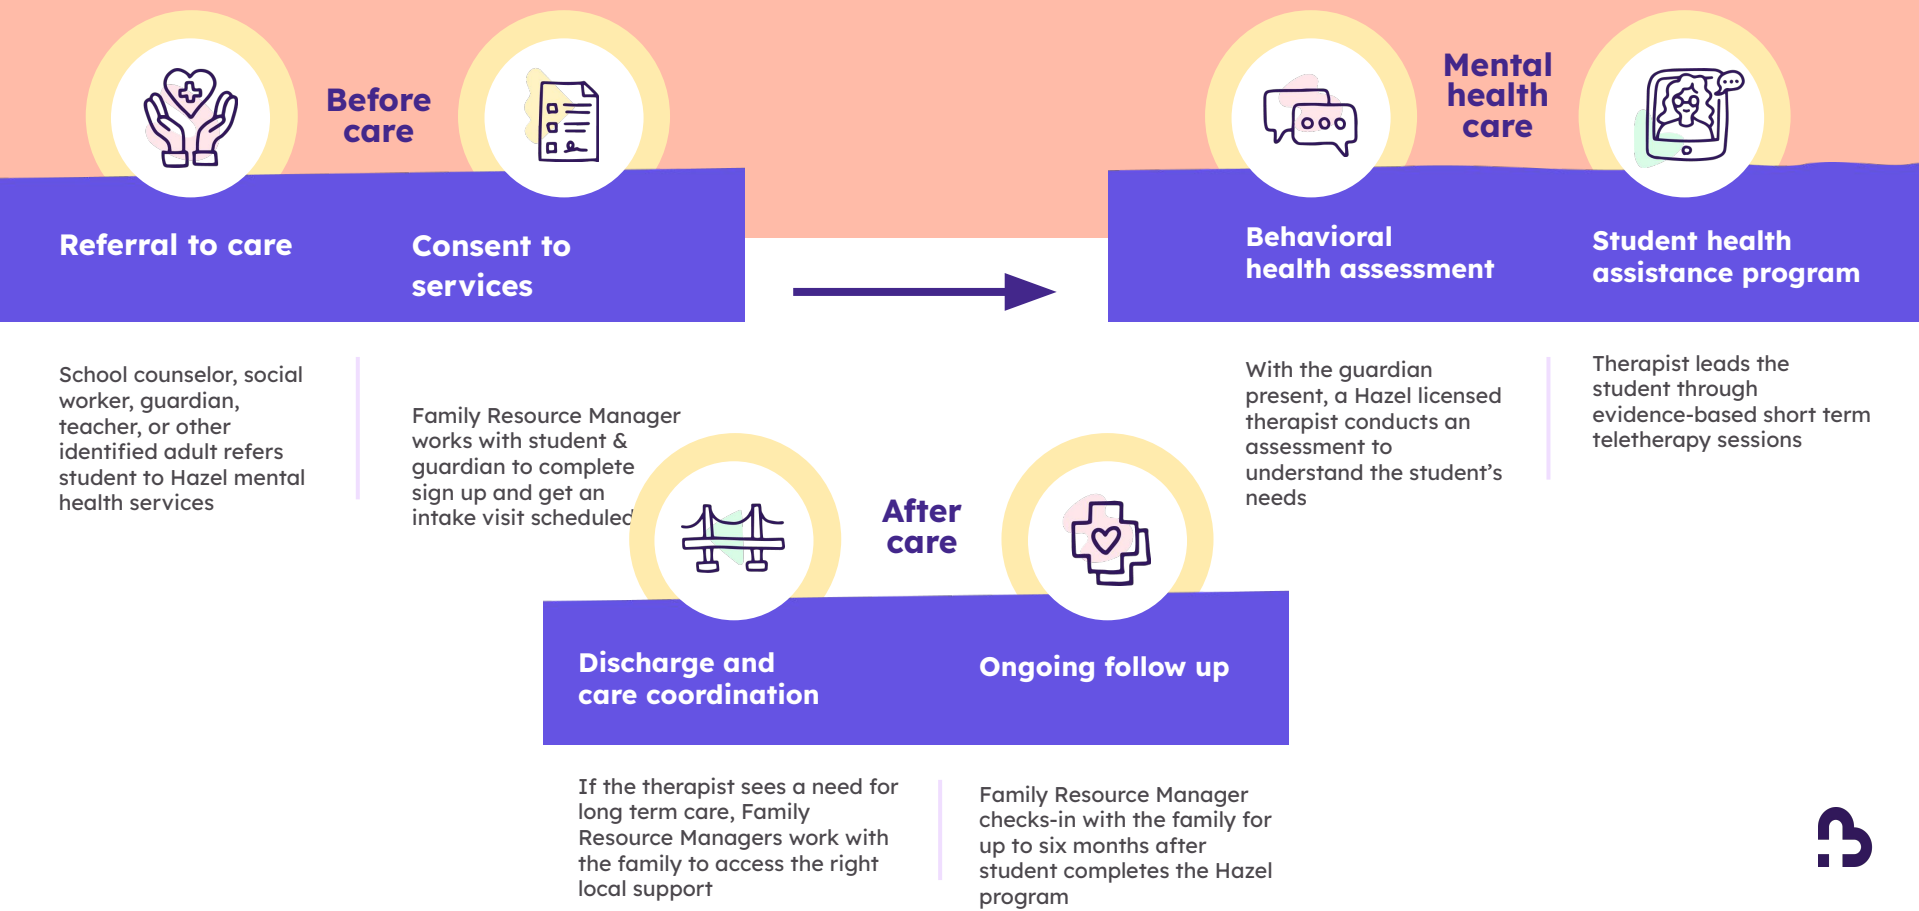 Before
care
Referral to care
School counselor, social
worker, guardian,
teacher, or other
identified adult refers
student to Hazel mental
health services
Consent to
services
Family Resource Manager
works with student &
guardian to complete
sign up and get an
intake visit scheduled
Mental
health
care
Behavioral
health assessment
With the guardian
present, a Hazel licensed
therapist conducts an
assessment to
understand the student’s
needs
Student health
assistance program
Therapist leads the
student through
evidence-based short term
teletherapy sessions
After
care
Discharge and
care coordination
If the therapist sees a need for
long term care, Family
Resource Managers work with
the family to access the right
local support
Ongoing follow up
Family Resource Manager
checks-in with the family for
up to six months after
student completes the Hazel
program